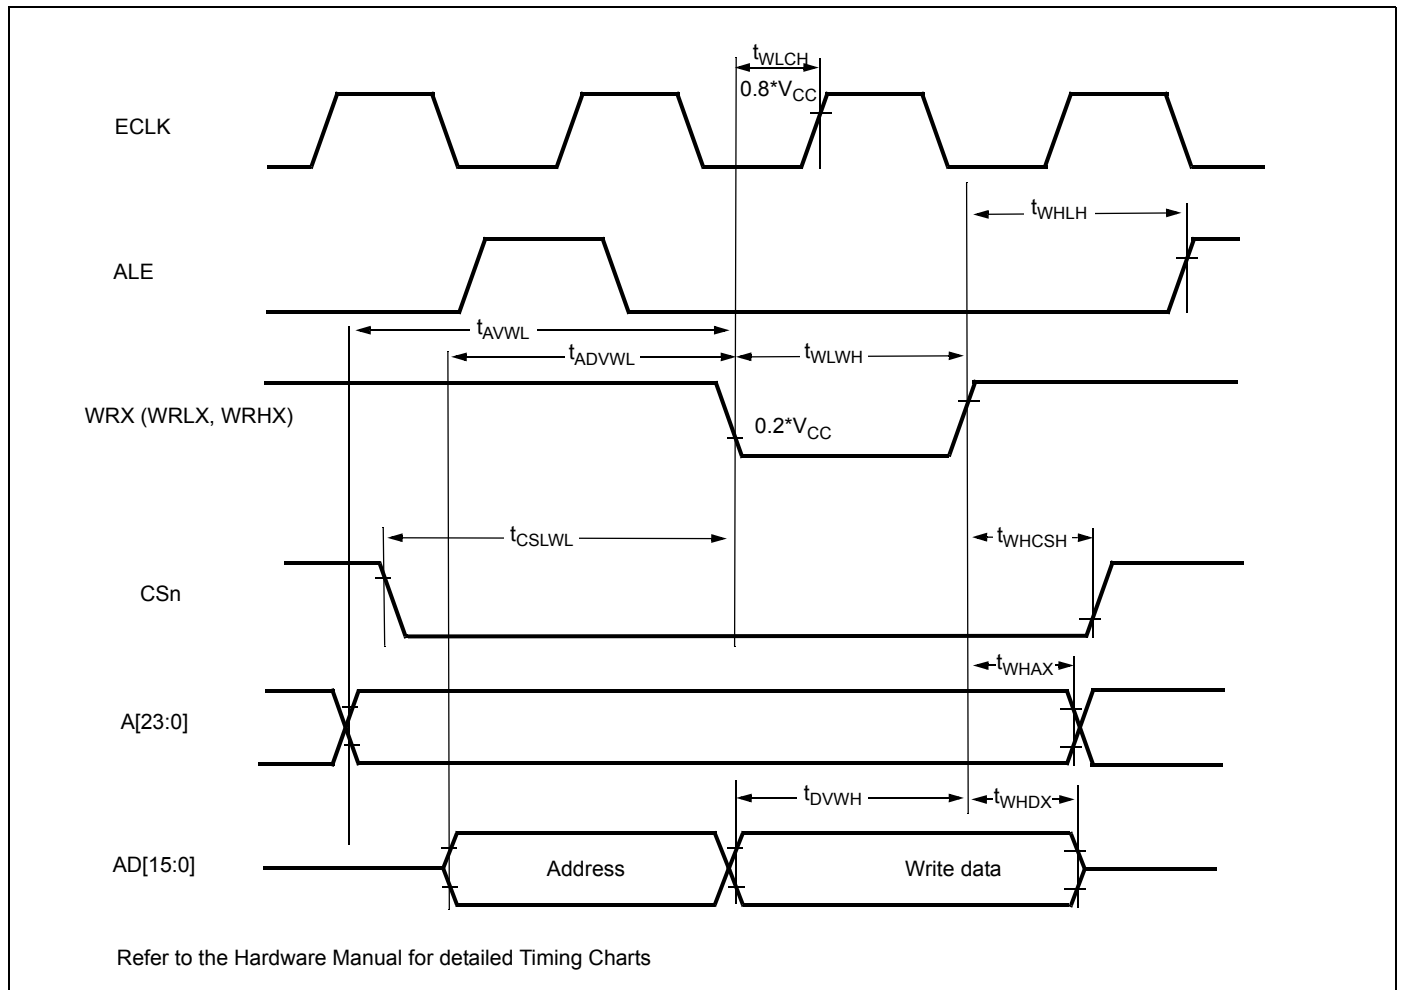 tWLCH
0.8*VCC
ECLK
tWHLH
ALE
tAVWL
tADVWL
tWLWH
WRX (WRLX, WRHX)
0.2*VCC
tCSLWL
tWHCSH
CSn
tWHAX
A[23:0]
tDVWH
tWHDX
AD[15:0]
Address
Write data
Refer to the Hardware Manual for detailed Timing Charts